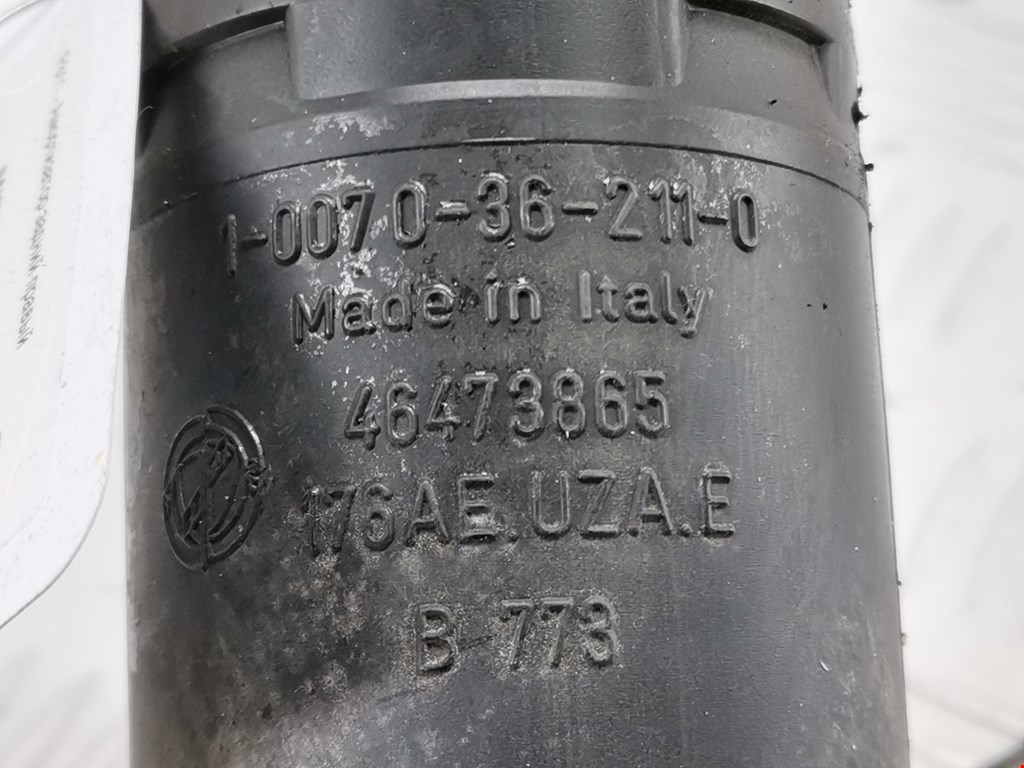 1-0070-36-211-0
Made in Italy
46473865
176AE.UZA.E
B 773